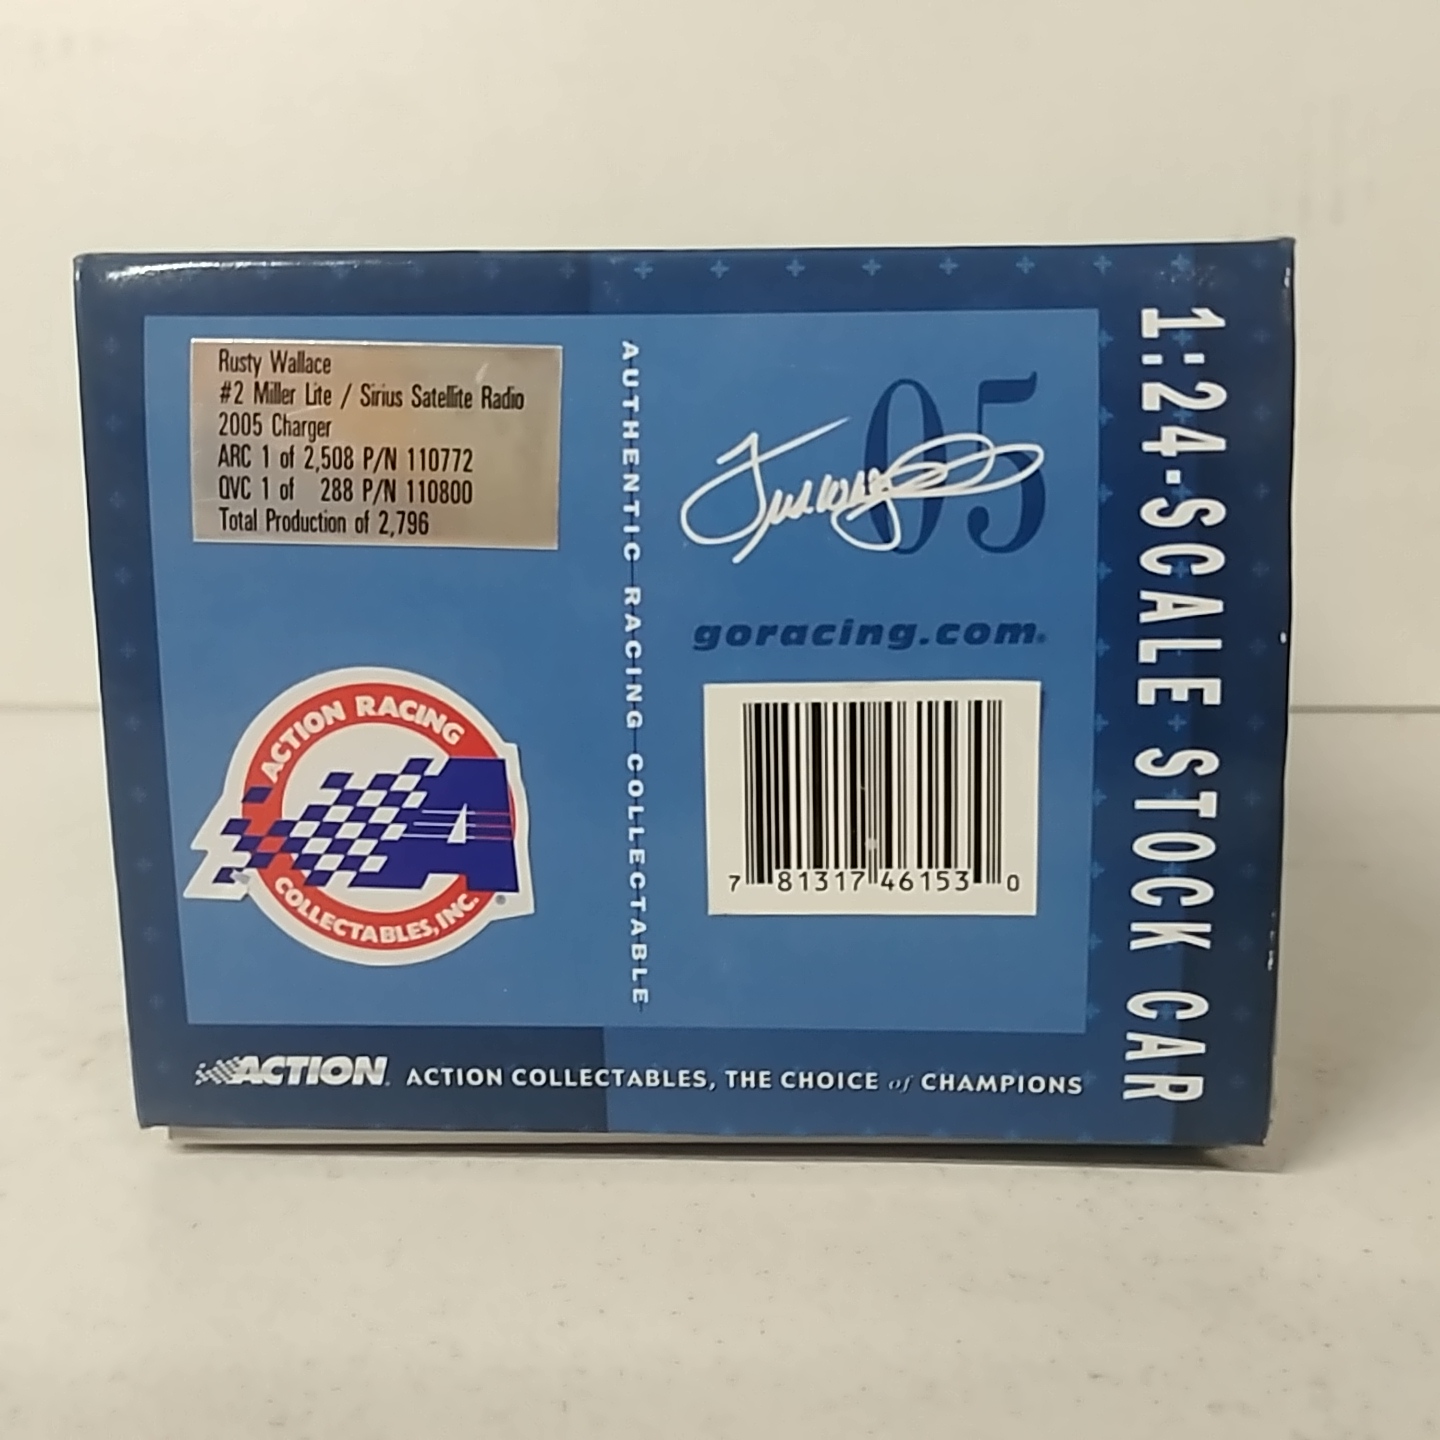 Rusty Wallace
#2 Miller Lite / Sirius Satellite Radio
2005 Charger
ARC 1 of 2,508 P/N 110772
QVC 1 of 288 P/N 110800
Total Production of 2,796
AUTHENTIC RACING COLLECTABLE
05
goracing.com
7 81317 46153 0
ACTION RACING
COLLECTABLES, INC.
®
1:24-SCALE STOCK CAR
ACTION ACTION COLLECTABLES, THE CHOICE of CHAMPIONS